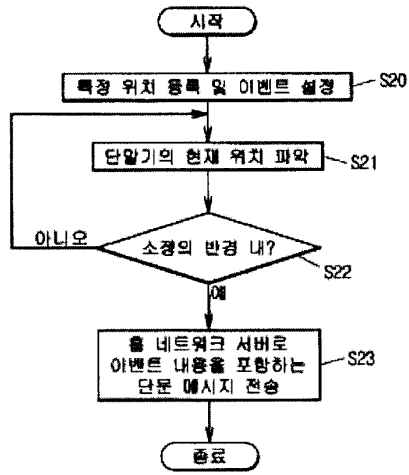 시작
특정 위치 등록 및 이벤트 설정
S20
단말기의 현재 위치 파악
S21
아니오
소정의 반경 내?
S22
예
홈 네트워크 서버로
이벤트 내용을 포함하는
단문 메시지 전송
S23
종료